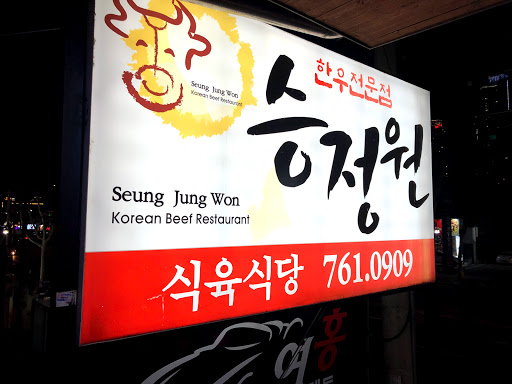 Seung Jung Won
Korean Beef Restaurant
한우전문점
승정원
Seung Jung Won
Korean Beef Restaurant
식육식당 761.0909
홍